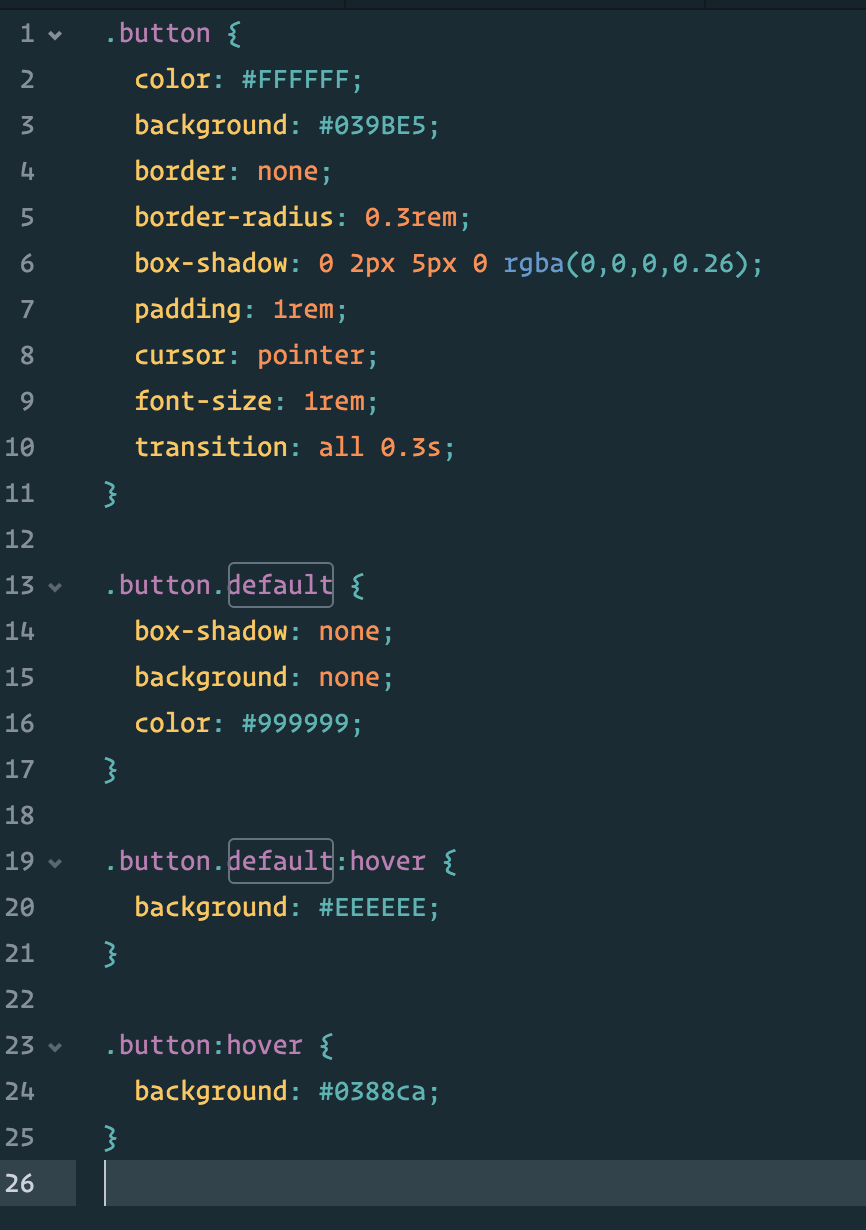 1 .button {
2 color: #FFFFFF;
3 background: #039BE5;
4 border: none;
5 border-radius: 0.3rem;
6 box-shadow: 0 2px 5px 0 rgba(0,0,0,0.26);
7 padding: 1rem;
8 cursor: pointer;
9 font-size: 1rem;
10 transition: all 0.3s;
11 }
12
13 .button.default {
14 box-shadow: none;
15 background: none;
16 color: #999999;
17 }
18
19 .button.default:hover {
20 background: #EEEEEE;
21 }
22
23 .button:hover {
24 background: #0388ca;
25 }
26